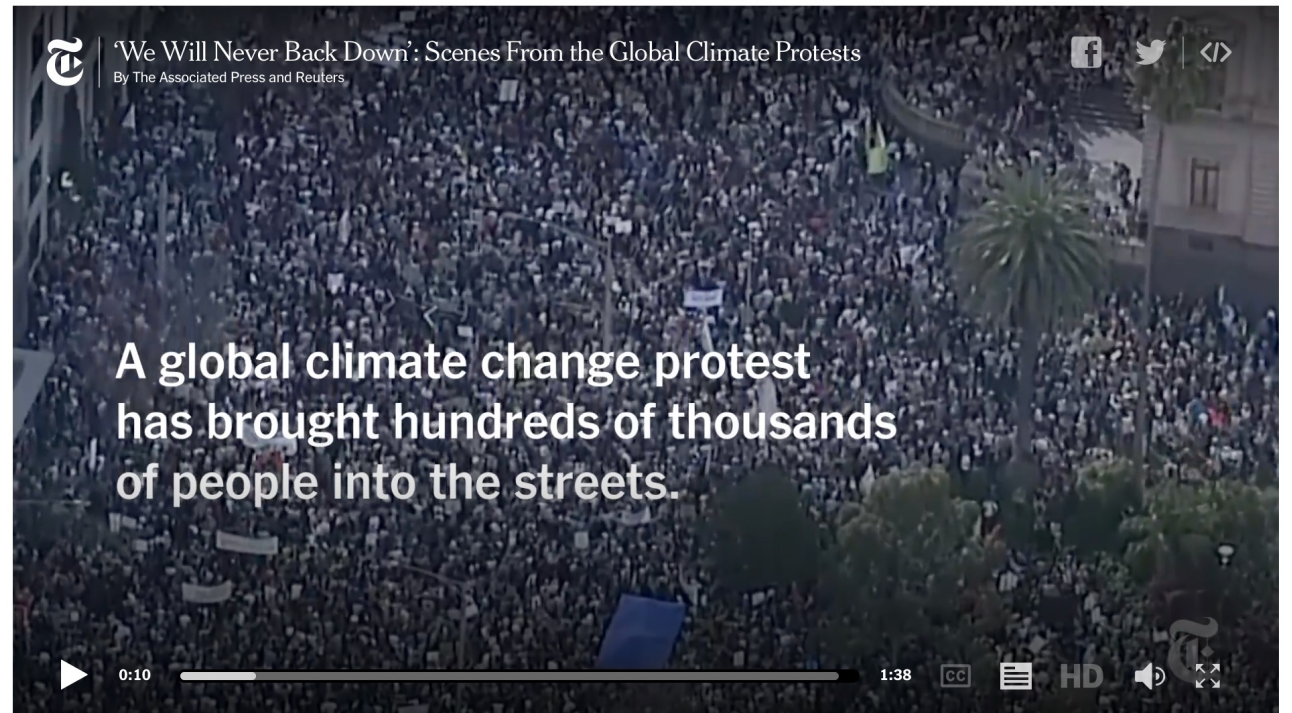 ‘We Will Never Back Down’: Scenes From the Global Climate Protests
By The Associated Press and Reuters
A global climate change protest
has brought hundreds of thousands
of people into the streets.
0:10
1:38
CC
HD